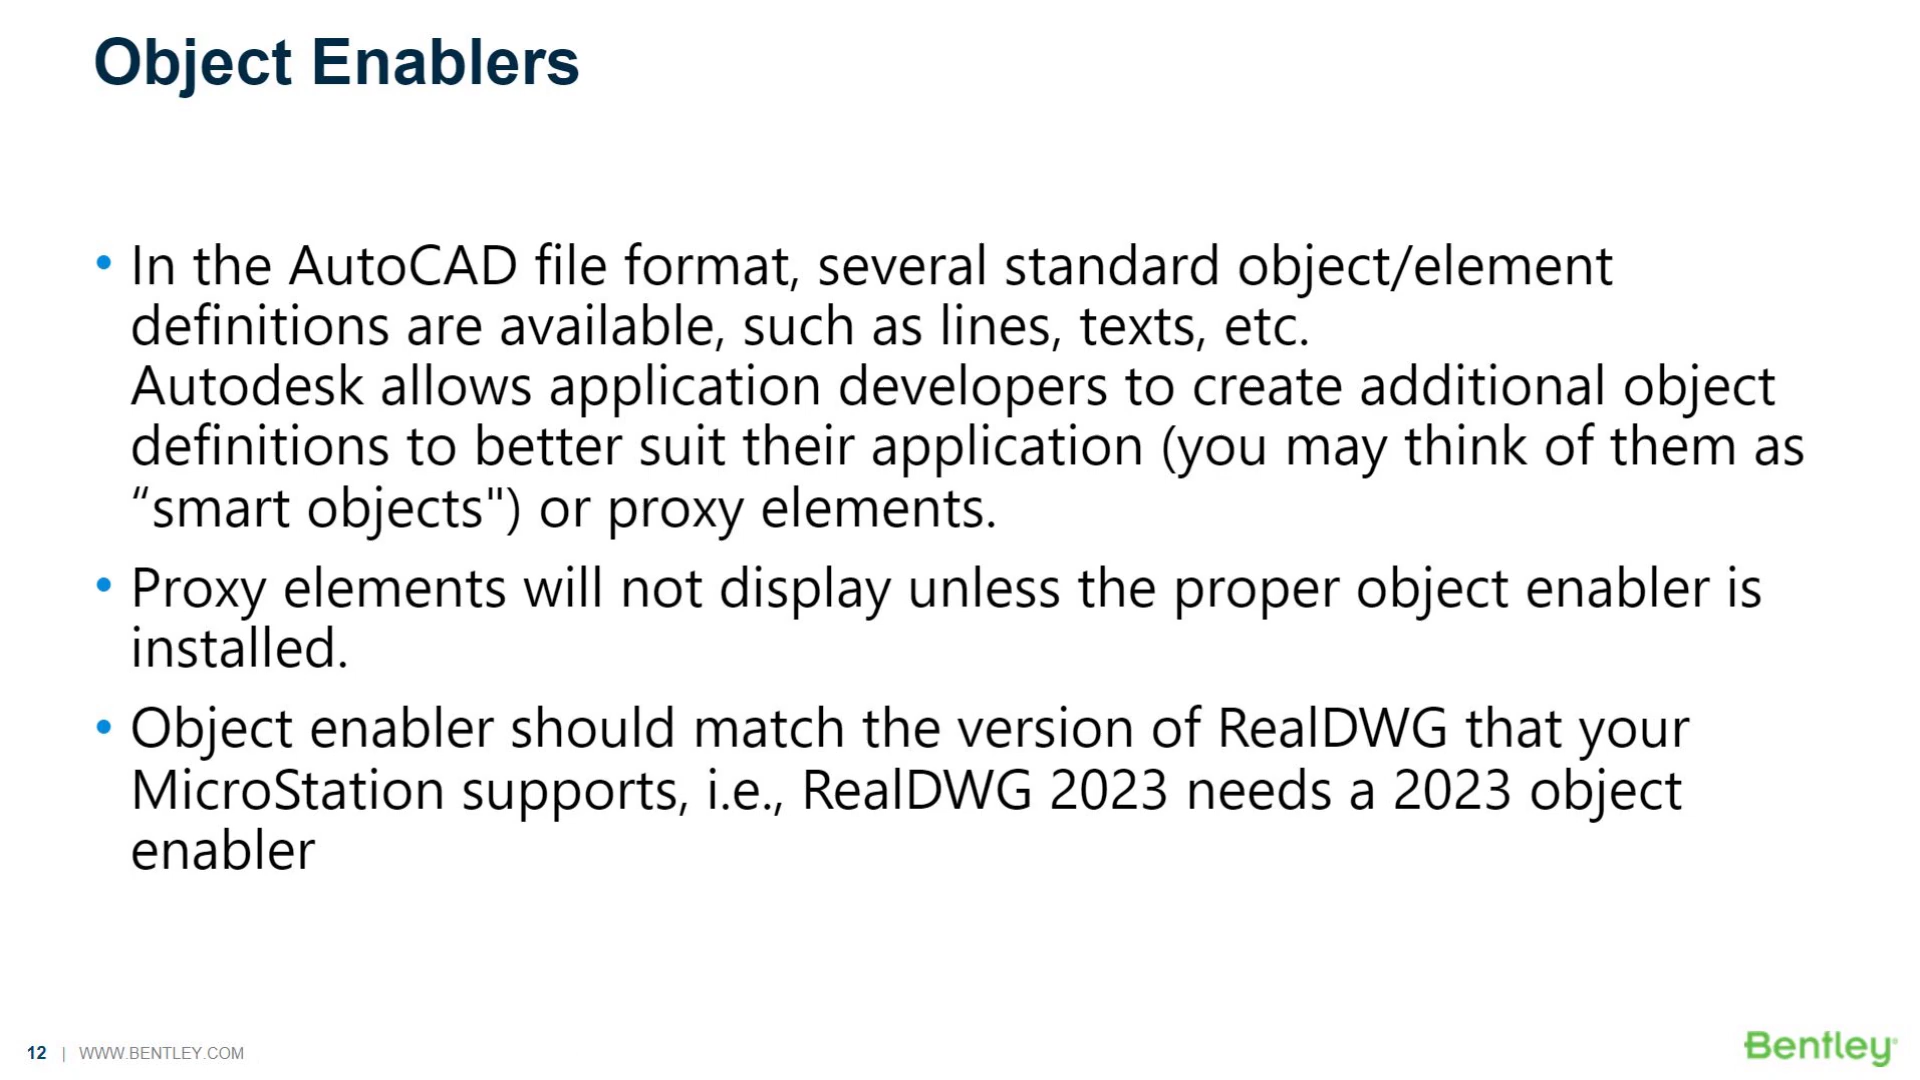 Object Enablers
• In the AutoCAD file format, several standard object/element
definitions are available, such as lines, texts, etc.
Autodesk allows application developers to create additional object
definitions to better suit their application (you may think of them as
“smart objects") or proxy elements.
• Proxy elements will not display unless the proper object enabler is
installed.
• Object enabler should match the version of RealDWG that your
MicroStation supports, i.e., RealDWG 2023 needs a 2023 object
enabler
12 | WWW.BENTLEY.COM
Bentley®